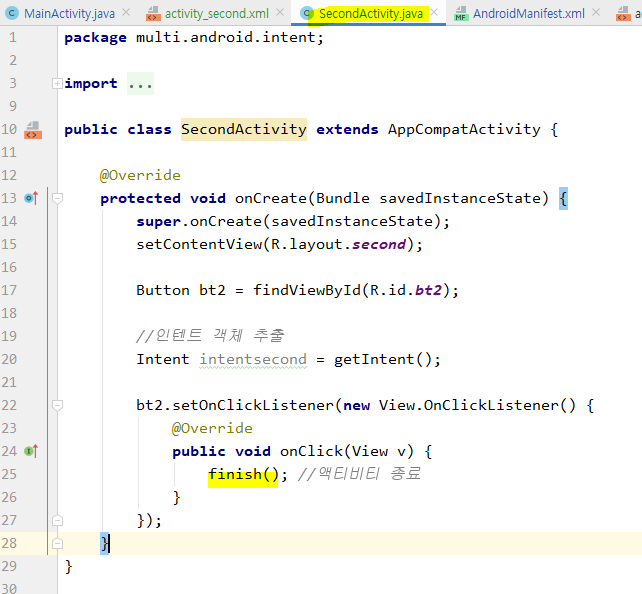 MainActivity.java × activity_second.xml × SecondActivity.java × AndroidManifest.xml × a
1 package multi.android.intent;
2
3 import ...
9
10 public class SecondActivity extends AppCompatActivity {
11
12 @Override
13 protected void onCreate(Bundle savedInstanceState) {
14 super.onCreate(savedInstanceState);
15 setContentView(R.layout.second);
16
17 Button bt2 = findViewById(R.id.bt2);
18
19 //인텐트 객체 추출
20 Intent intentsecond = getIntent();
21
22 bt2.setOnClickListener(new View.OnClickListener() {
23 @Override
24 public void onClick(View v) {
25 finish(); //액티비티 종료
26 }
27 });
28 }
29 }
30